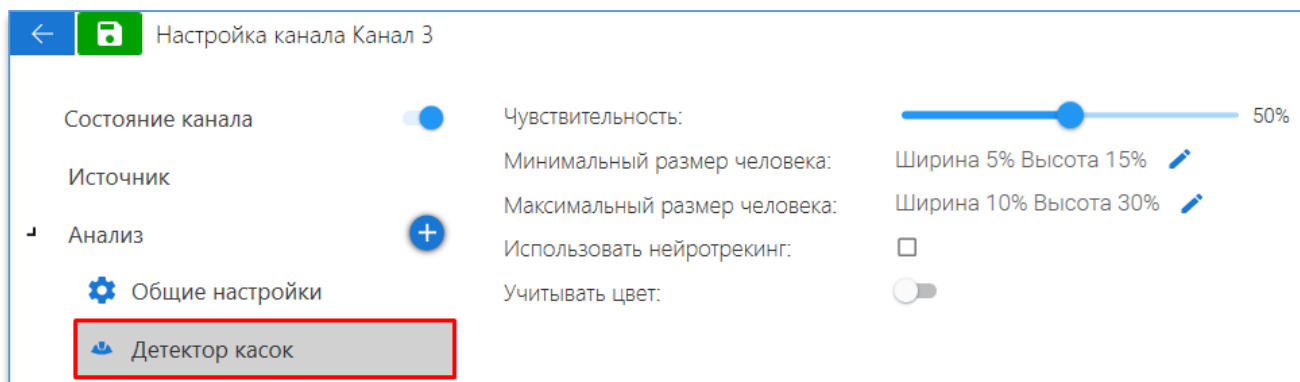 Настройка канала Канал 3
Состояние канала
Источник
Анализ
Общие настройки
Детектор касок
Чувствительность: 50%
Минимальный размер человека: Ширина 5% Высота 15%
Максимальный размер человека: Ширина 10% Высота 30%
Использовать нейротрекинг:
Учитывать цвет: